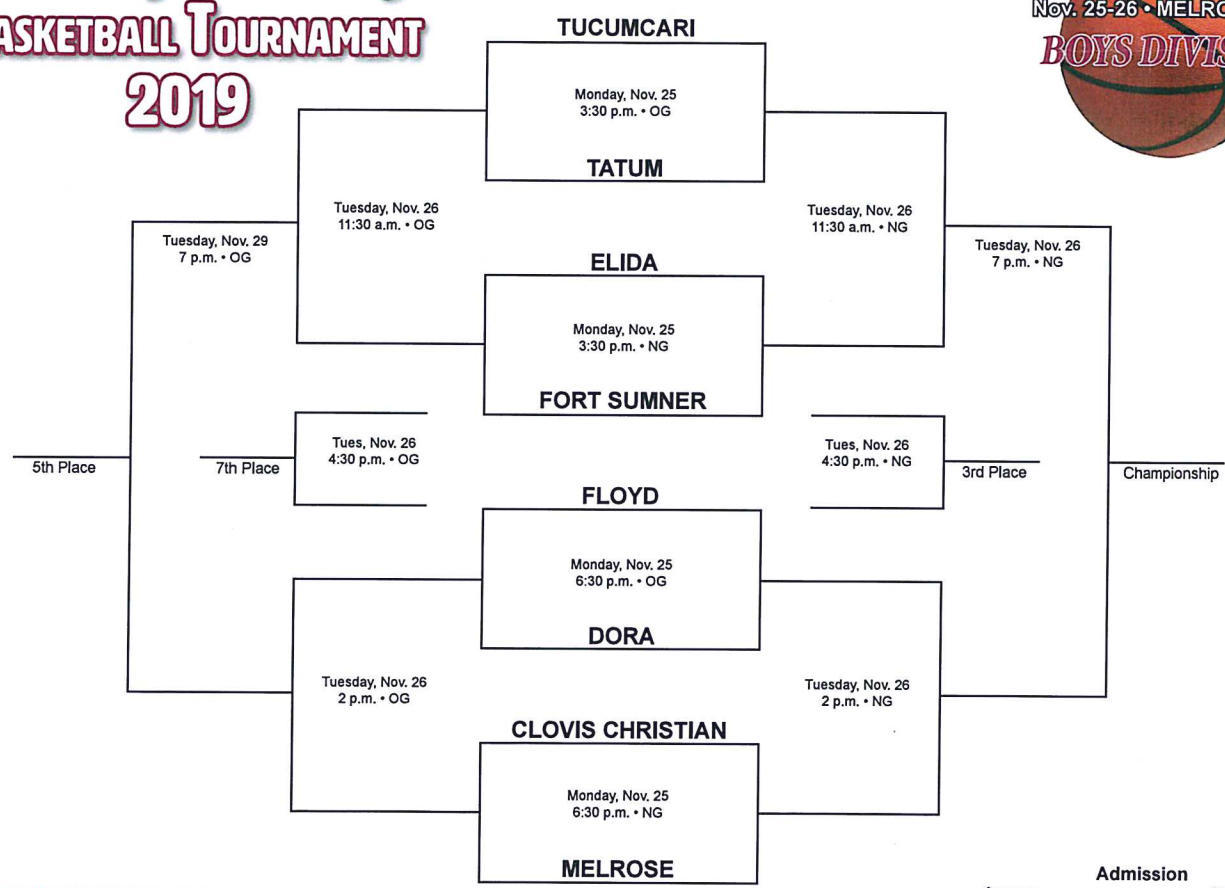 BASKETBALL TOURNAMENT
2019
Nov. 25-26 • MELRO
BOYS DIVIS
TUCUMCARI
Monday, Nov. 25
3:30 p.m. • OG
TATUM
Tuesday, Nov. 26
11:30 a.m. • OG
Tuesday, Nov. 26
11:30 a.m. • NG
Tuesday, Nov. 29
7 p.m. • OG
Tuesday, Nov. 26
7 p.m. • NG
ELIDA
Monday, Nov. 25
3:30 p.m. • NG
FORT SUMNER
Tues, Nov. 26
4:30 p.m. • OG
Tues, Nov. 26
4:30 p.m. • NG
5th Place
7th Place
3rd Place
Championship
FLOYD
Monday, Nov. 25
6:30 p.m. • OG
DORA
Tuesday, Nov. 26
2 p.m. • OG
Tuesday, Nov. 26
2 p.m. • NG
CLOVIS CHRISTIAN
Monday, Nov. 25
6:30 p.m. • NG
MELROSE
Admission